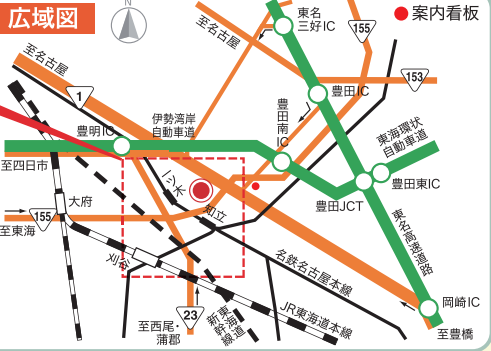 広域図
N
至名古屋
東名
三好IC
155
案内看板
至名古屋
153
1
豊田IC
伊勢湾岸
自動車道
豊田南IC
東海環状
自動車道
豊明IC
至四日市
一ツ木
豊田東IC
大府
知立
豊田JCT
155
至東海
刈谷
名鉄名古屋本線
東名高速道路
23
岡崎IC
至西尾・
蒲郡
新東海
幹線道
JR東海道本線
至豊橋